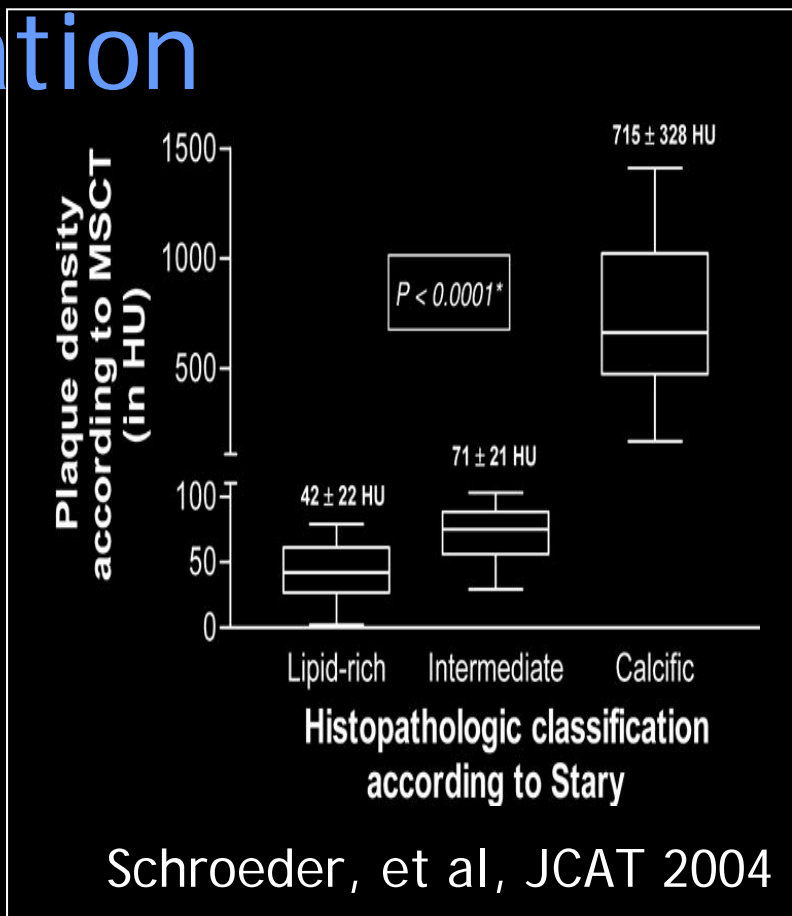 ation
Plaque density
according to MSCT
(in HU)
1500
1000
500
100
50
0
715 ± 328 HU
P < 0.0001*
71 ± 21 HU
42 ± 22 HU
Lipid-rich Intermediate Calcific
Histopathologic classification
according to Stary
Schroeder, et al, JCAT 2004